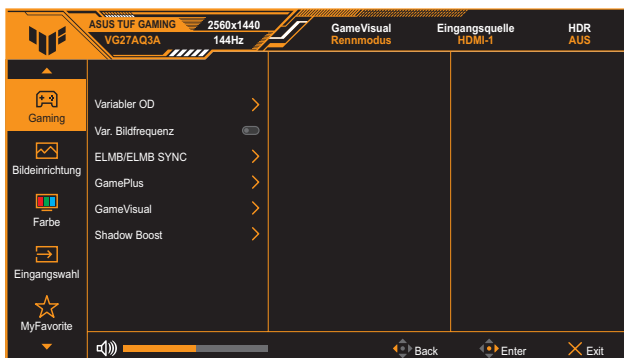 ASUS TUF GAMING 2560x1440 GameVisual Eingangsquelle HDR
VG27AQ3A 144Hz Rennmodus HDMI-1 AUS
Gaming
Bildeinrichtung
Farbe
Eingangswahl
MyFavorite
Variabler OD
Var. Bildfrequenz
ELMB/ELMB SYNC
GamePlus
GameVisual
Shadow Boost
Back Enter Exit